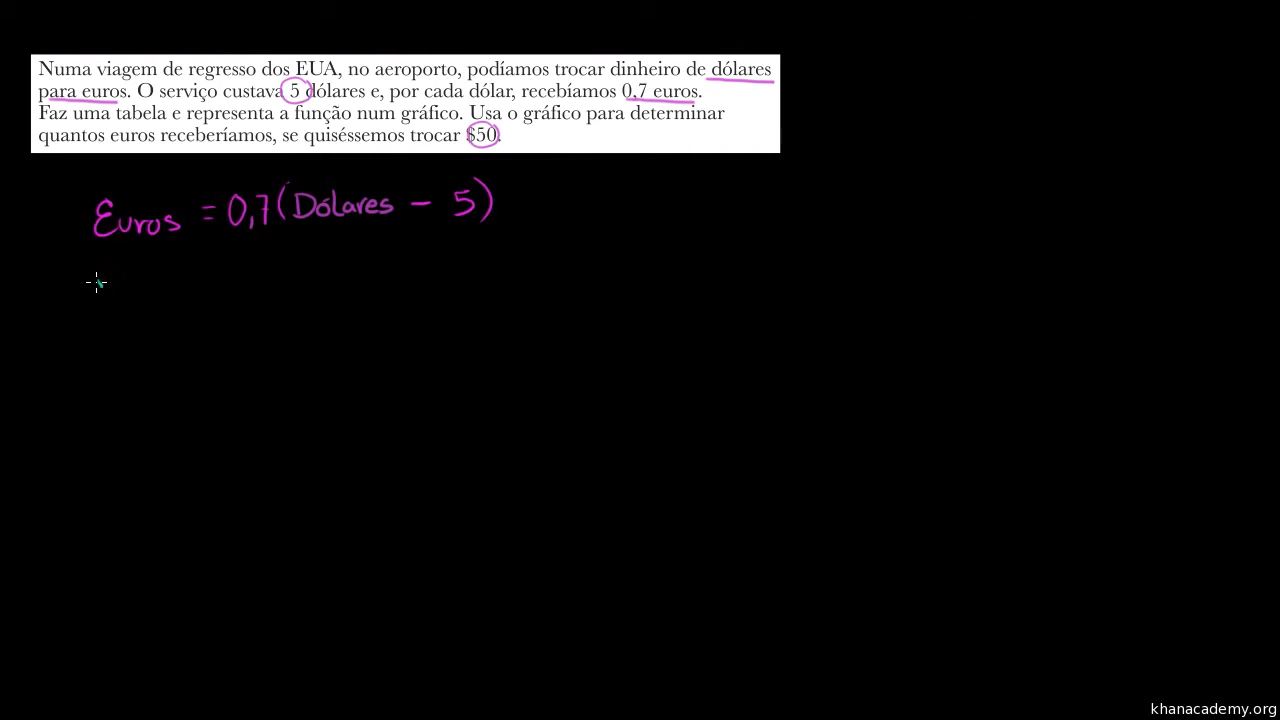 Numa viagem de regresso dos EUA, no aeroporto, podíamos trocar dinheiro de dólares
para euros. O serviço custava 5 dólares e, por cada dólar, recebíamos 0,7 euros.
Faz uma tabela e representa a função num gráfico. Usa o gráfico para determinar
quantos euros receberíamos, se quiséssemos trocar $50.
Euros = 0,7(Dólares - 5)
khanacademy.org